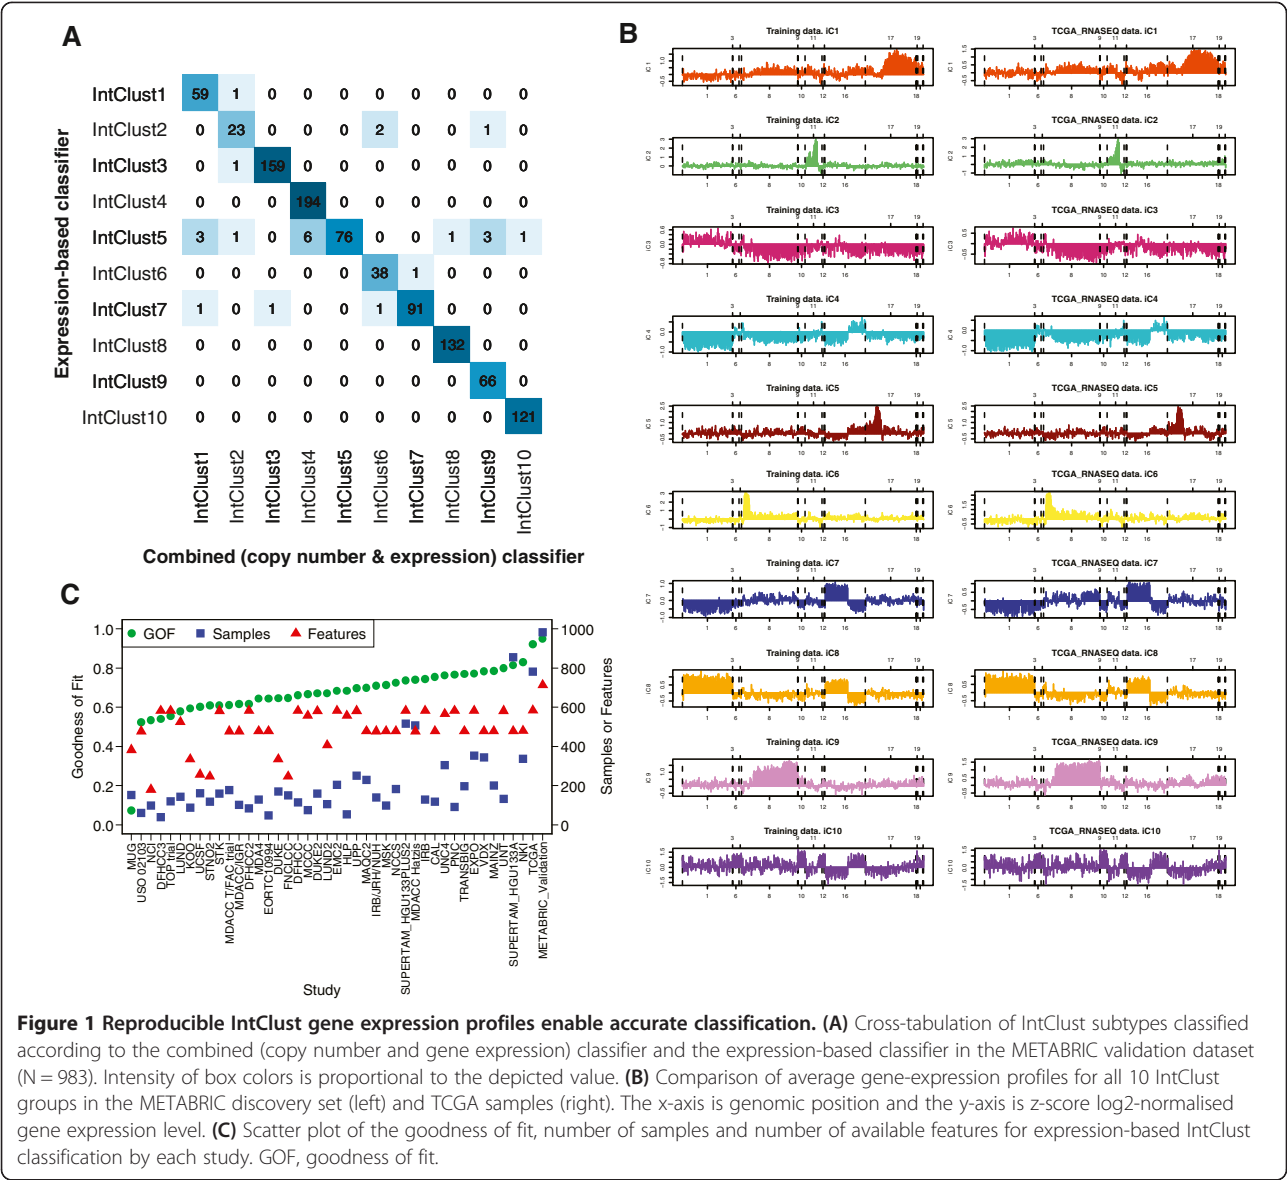 A
IntClust1 59 1 0 0 0 0 0 0 0 0
IntClust2 0 23 0 0 0 2 0 0 1 0
IntClust3 0 1 159 0 0 0 0 0 0 0
IntClust4 0 0 0 194 0 0 0 0 0 0
IntClust5 3 1 0 6 76 0 0 1 3 1
IntClust6 0 0 0 0 0 38 1 0 0 0
IntClust7 1 0 1 0 0 1 91 0 0 0
IntClust8 0 0 0 0 0 0 0 132 0 0
IntClust9 0 0 0 0 0 0 0 0 66 0
IntClust10 0 0 0 0 0 0 0 0 0 121
Expression-based classifier
IntClust1 IntClust2 IntClust3 IntClust4 IntClust5 IntClust6 IntClust7 IntClust8 IntClust9 IntClust10
Combined (copy number & expression) classifier
B
Training data. iC1
TCGA_RNASEQ data. iC1
Training data. iC2
TCGA_RNASEQ data. iC2
Training data. iC3
TCGA_RNASEQ data. iC3
Training data. iC4
TCGA_RNASEQ data. iC4
Training data. iC5
TCGA_RNASEQ data. iC5
Training data. iC6
TCGA_RNASEQ data. iC6
Training data. iC7
TCGA_RNASEQ data. iC7
Training data. iC8
TCGA_RNASEQ data. iC8
Training data. iC9
TCGA_RNASEQ data. iC9
Training data. iC10
TCGA_RNASEQ data. iC10
C
GOF Samples Features
1.0
0.8
0.6
0.4
0.2
0.0
Goodness of Fit
1000
800
600
400
200
0
Samples or Features
MUG
USO 02103
NCI
DFHCC3
TOP trial
LUND
KOO
UCSF
STNO2
STK
MDACC T/FAC trial
MDACC/IGR
DFHCC2
MDA4
EORTC10994
DUKE
FNCLCC
DFHCC
MCCC
DUKE2
LUND2
EMC2
HLP
UPP
MAQC2
IRB/JRH/NUH
MSK
NCCS
SUPERTAM_HGU133PLUS2
MDACC Hatzis
IRB
CAL
UNC4
PNC
TRANSBIG
EXPO
VDX
MAINZ
UNT
SUPERTAM_HGU133A
NKI
TCGA
METABRIC_Validation
Study
Figure 1 Reproducible IntClust gene expression profiles enable accurate classification. (A) Cross-tabulation of IntClust subtypes classified
according to the combined (copy number and gene expression) classifier and the expression-based classifier in the METABRIC validation dataset
(N = 983). Intensity of box colors is proportional to the depicted value. (B) Comparison of average gene-expression profiles for all 10 IntClust
groups in the METABRIC discovery set (left) and TCGA samples (right). The x-axis is genomic position and the y-axis is z-score log2-normalised
gene expression level. (C) Scatter plot of the goodness of fit, number of samples and number of available features for expression-based IntClust
classification by each study. GOF, goodness of fit.